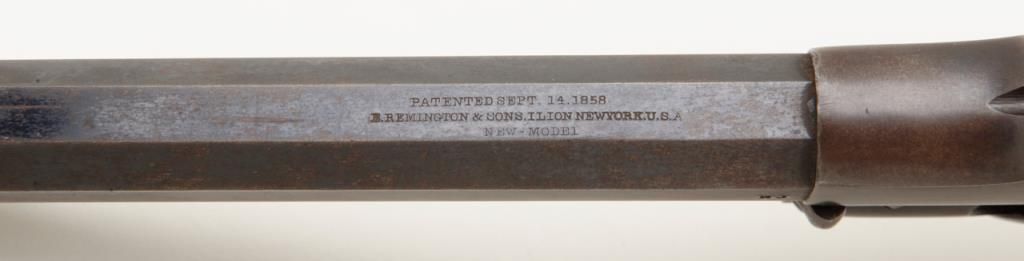 PATENTED SEPT. 14.1858
E.REMINGTON & SONS.ILION NEWYORK.U.S.A
NEW-MODEL